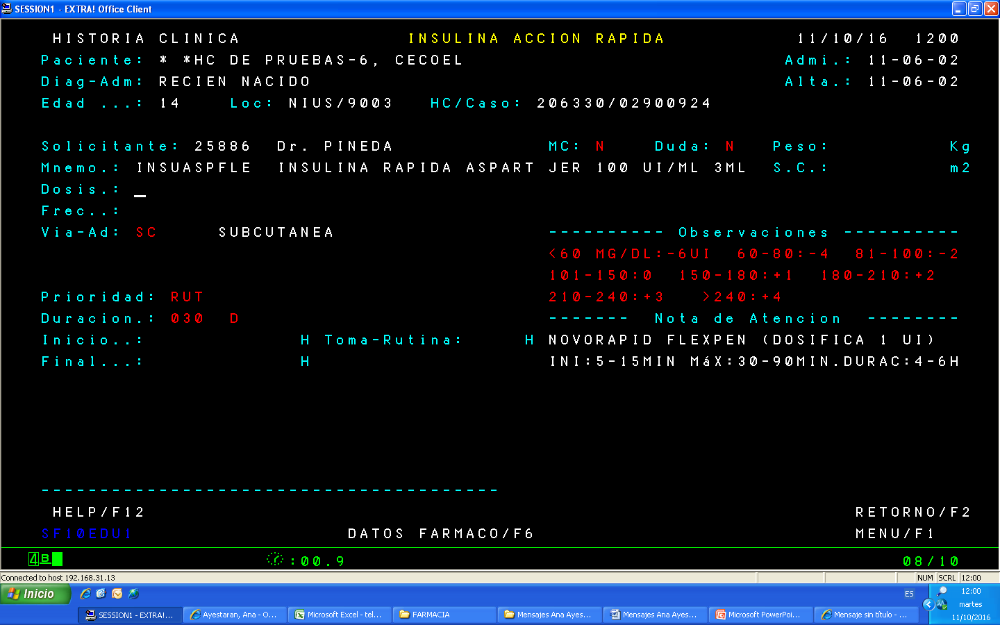 SESSION1 - EXTRA! Office Client
HISTORIA CLINICA INSULINA ACCION RAPIDA 11/10/16 1200
Paciente: * *HC DE PRUEBAS-6, CECOEL Admi.: 11-06-02
Diag-Adm: RECIEN NACIDO Alta.: 11-06-02
Edad ...: 14 Loc: NIUS/9003 HC/Caso: 206330/02900924
Solicitante: 25886 Dr. PINEDA MC: N Duda: N Peso: Kg
Mnemo.: INSUASPFLE INSULINA RAPIDA ASPART JER 100 UI/ML 3ML S.C.: m2
Dosis.: _
Frec..:
Via-Ad: SC SUBCUTANEA ---------- Observaciones ----------
<60 MG/DL:-6UI 60-80:-4 81-100:-2
101-150:0 150-180:+1 180-210:+2
Prioridad: RUT 210-240:+3 >240:+4
Duracion.: 030 D ------- Nota de Atencion --------
Inicio..: H Toma-Rutina: H NOVORAPID FLEXPEN (DOSIFICA 1 UI)
Final...: H INI:5-15MIN MáX:30-90MIN.DURAC:4-6H
---------------------------------------
HELP/F12 RETORNO/F2
SF10EDU1 DATOS FARMACO/F6 MENU/F1
4B :00.9 08/10
Connected to host 192.168.31.13 NUM SCRL 12:00
Inicio ES 12:00
martes
SESSION1 - EXTRA!... Ayestaran, Ana - O... Microsoft Excel - tel... FARMACIA Mensajes Ana Ayes... Mensajes Ana Ayes... Microsoft PowerPoi... Mensaje sin título - ... 11/10/2016